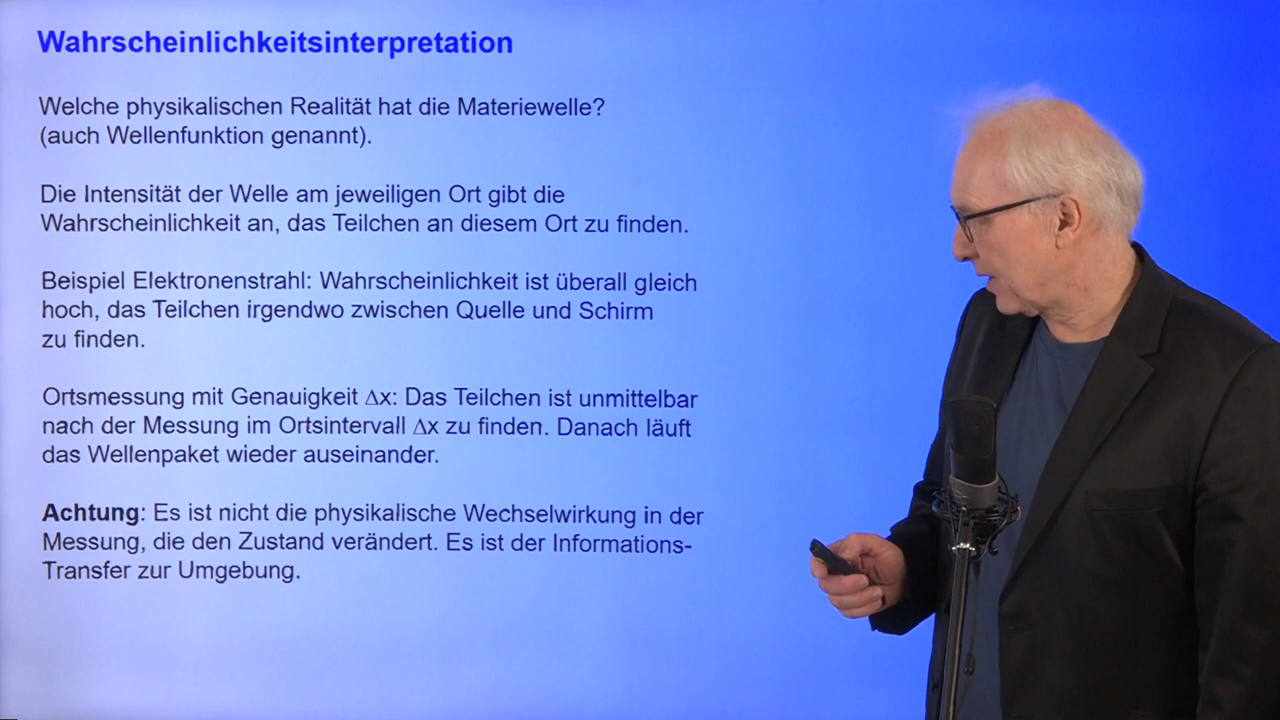 Wahrscheinlichkeitsinterpretation
Welche physikalischen Realität hat die Materiewelle?
(auch Wellenfunktion genannt).
Die Intensität der Welle am jeweiligen Ort gibt die
Wahrscheinlichkeit an, das Teilchen an diesem Ort zu finden.
Beispiel Elektronenstrahl: Wahrscheinlichkeit ist überall gleich
hoch, das Teilchen irgendwo zwischen Quelle und Schirm
zu finden.
Ortsmessung mit Genauigkeit Δx: Das Teilchen ist unmittelbar
nach der Messung im Ortsintervall Δx zu finden. Danach läuft
das Wellenpaket wieder auseinander.
Achtung: Es ist nicht die physikalische Wechselwirkung in der
Messung, die den Zustand verändert. Es ist der Informations-
Transfer zur Umgebung.